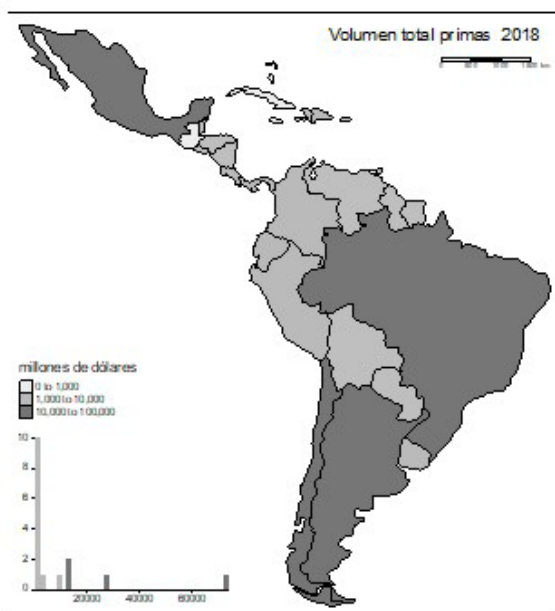 Volumen total primas 2018
millones de dólares
0 to 1,000
1,000 to 10,000
10,000 to 100,000
10
8
6
4
2
0
20000
40000
60000